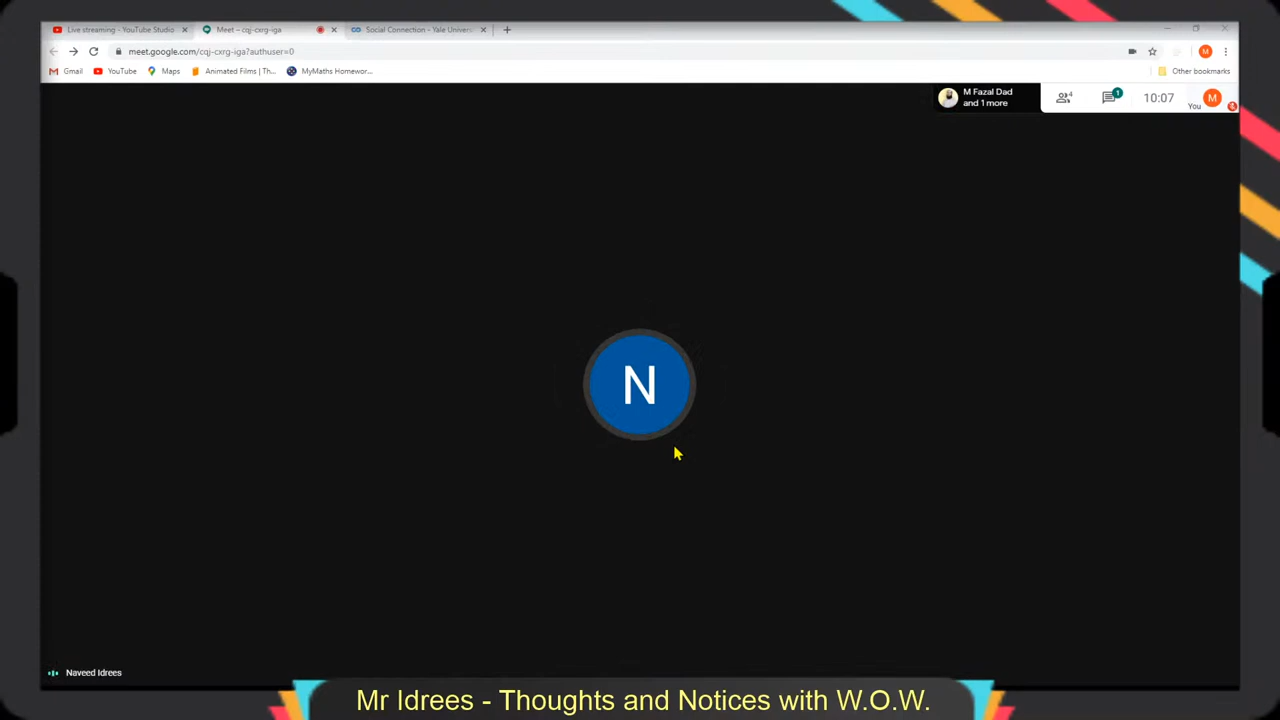 Live streaming - YouTube Studio
Meet – cqj-cxrg-iga
Social Connection - Yale Univers
meet.google.com/cqj-cxrg-iga?authuser=0
M
Gmail
YouTube
Maps
Animated Films | Th...
MyMaths Homewor...
Other bookmarks
M Fazal Dad
and 1 more
4
1
10:07
You
M
N
Naveed Idrees
Mr Idrees - Thoughts and Notices with W.O.W.